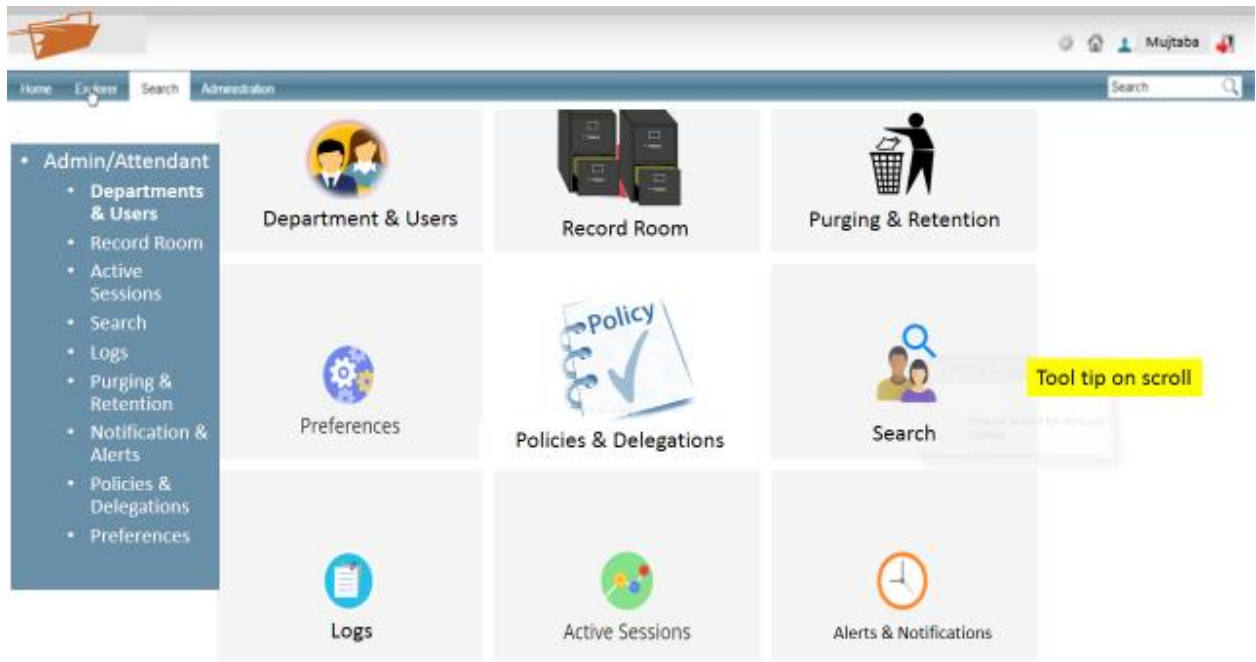 Mujtaba
Home Explorer Search Administration
Search
Admin/Attendant
Departments
& Users
Record Room
Active
Sessions
Search
Logs
Purging &
Retention
Notification &
Alerts
Policies &
Delegations
Preferences
Department & Users
Record Room
Purging & Retention
Preferences
Policy
Policies & Delegations
Search
Tool tip on scroll
Logs
Active Sessions
Alerts & Notifications